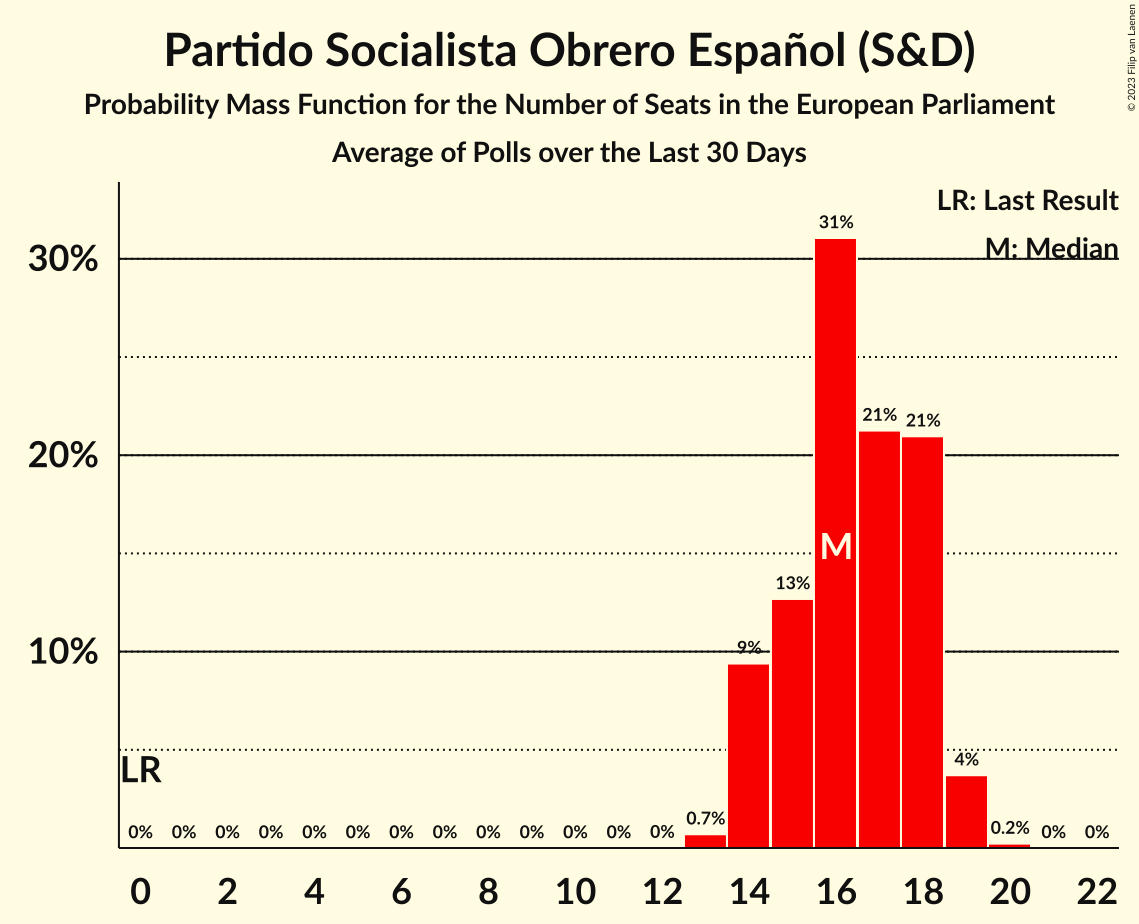 Partido Socialista Obrero Español (S&D)
Probability Mass Function for the Number of Seats in the European Parliament
Average of Polls over the Last 30 Days
© 2023 Filip van Laenen
LR: Last Result
M: Median
30%
20%
10%
31%
21%
21%
M
13%
9%
LR
4%
0%
0%
0%
0%
0%
0%
0%
0%
0%
0%
0%
0%
0%
0.7%
0.2%
0%
0%
0 2 4 6 8 10 12 14 16 18 20 22